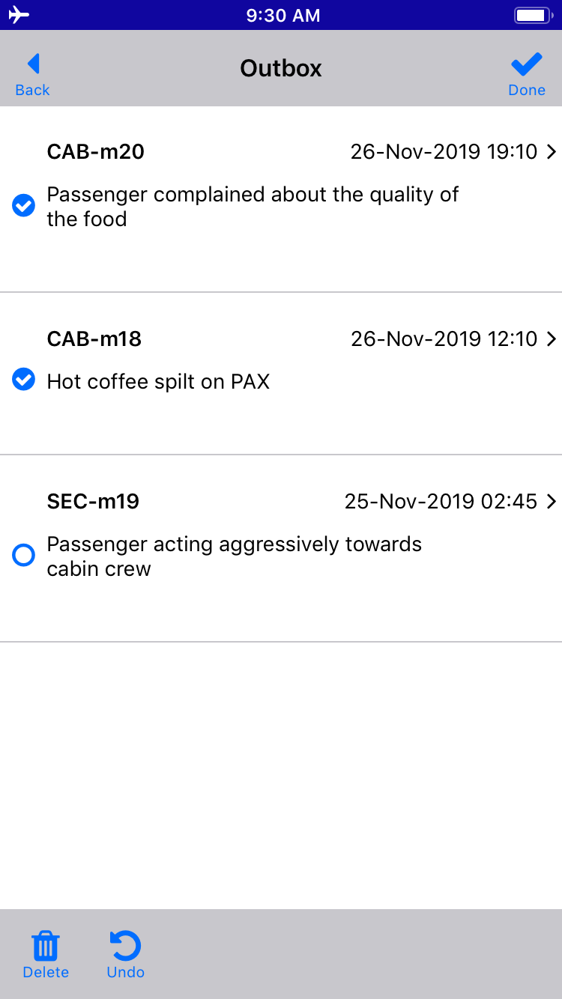 9:30 AM
Back
Outbox
Done
CAB-m20
26-Nov-2019 19:10
Passenger complained about the quality of
the food
CAB-m18
26-Nov-2019 12:10
Hot coffee spilt on PAX
SEC-m19
25-Nov-2019 02:45
Passenger acting aggressively towards
cabin crew
Delete
Undo